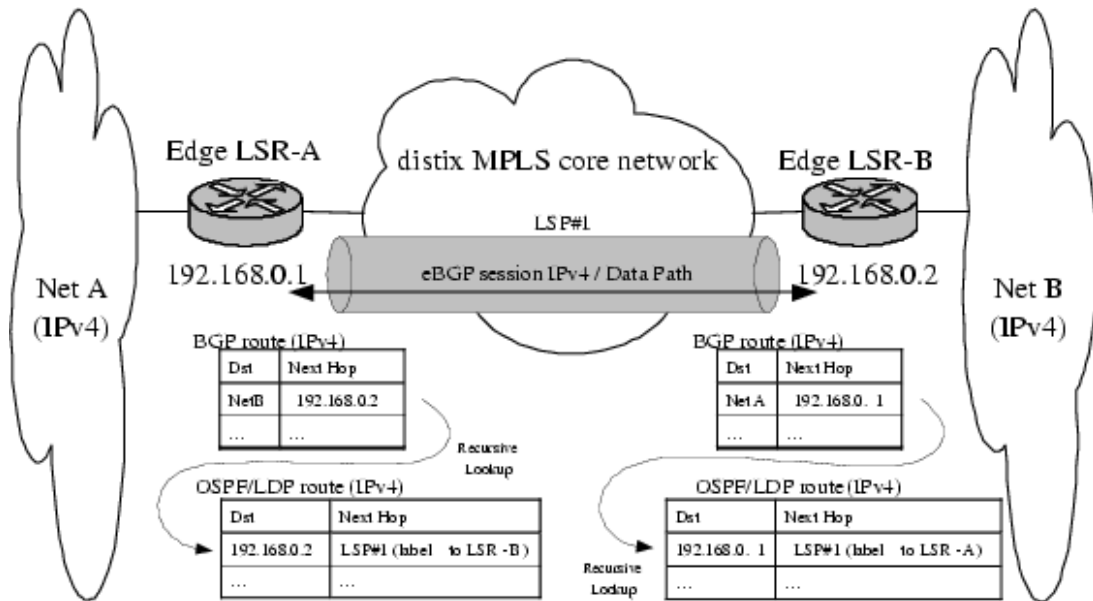 Edge LSR-A
distix MPLS core network
Edge LSR-B
LSP#1
192.168.0.1
eBGP session IPv4 / Data Path
192.168.0.2
Net A
(IPv4)
Net B
(IPv4)
BGP route (IPv4)
Dst Next Hop
NetB 192.168.0.2
... ...
Recursive
Lookup
OSPF/LDP route (IPv4)
Dst Next Hop
192.168.0.2 LSP#1 (label to LSR -B )
... ...
BGP route (IPv4)
Dst Next Hop
Net A 192.168.0. 1
... ...
Recursive
Lookup
OSPF/LDP route (IPv4)
Dst Next Hop
192.168.0. 1 LSP#1 (label to LSR -A)
... ...